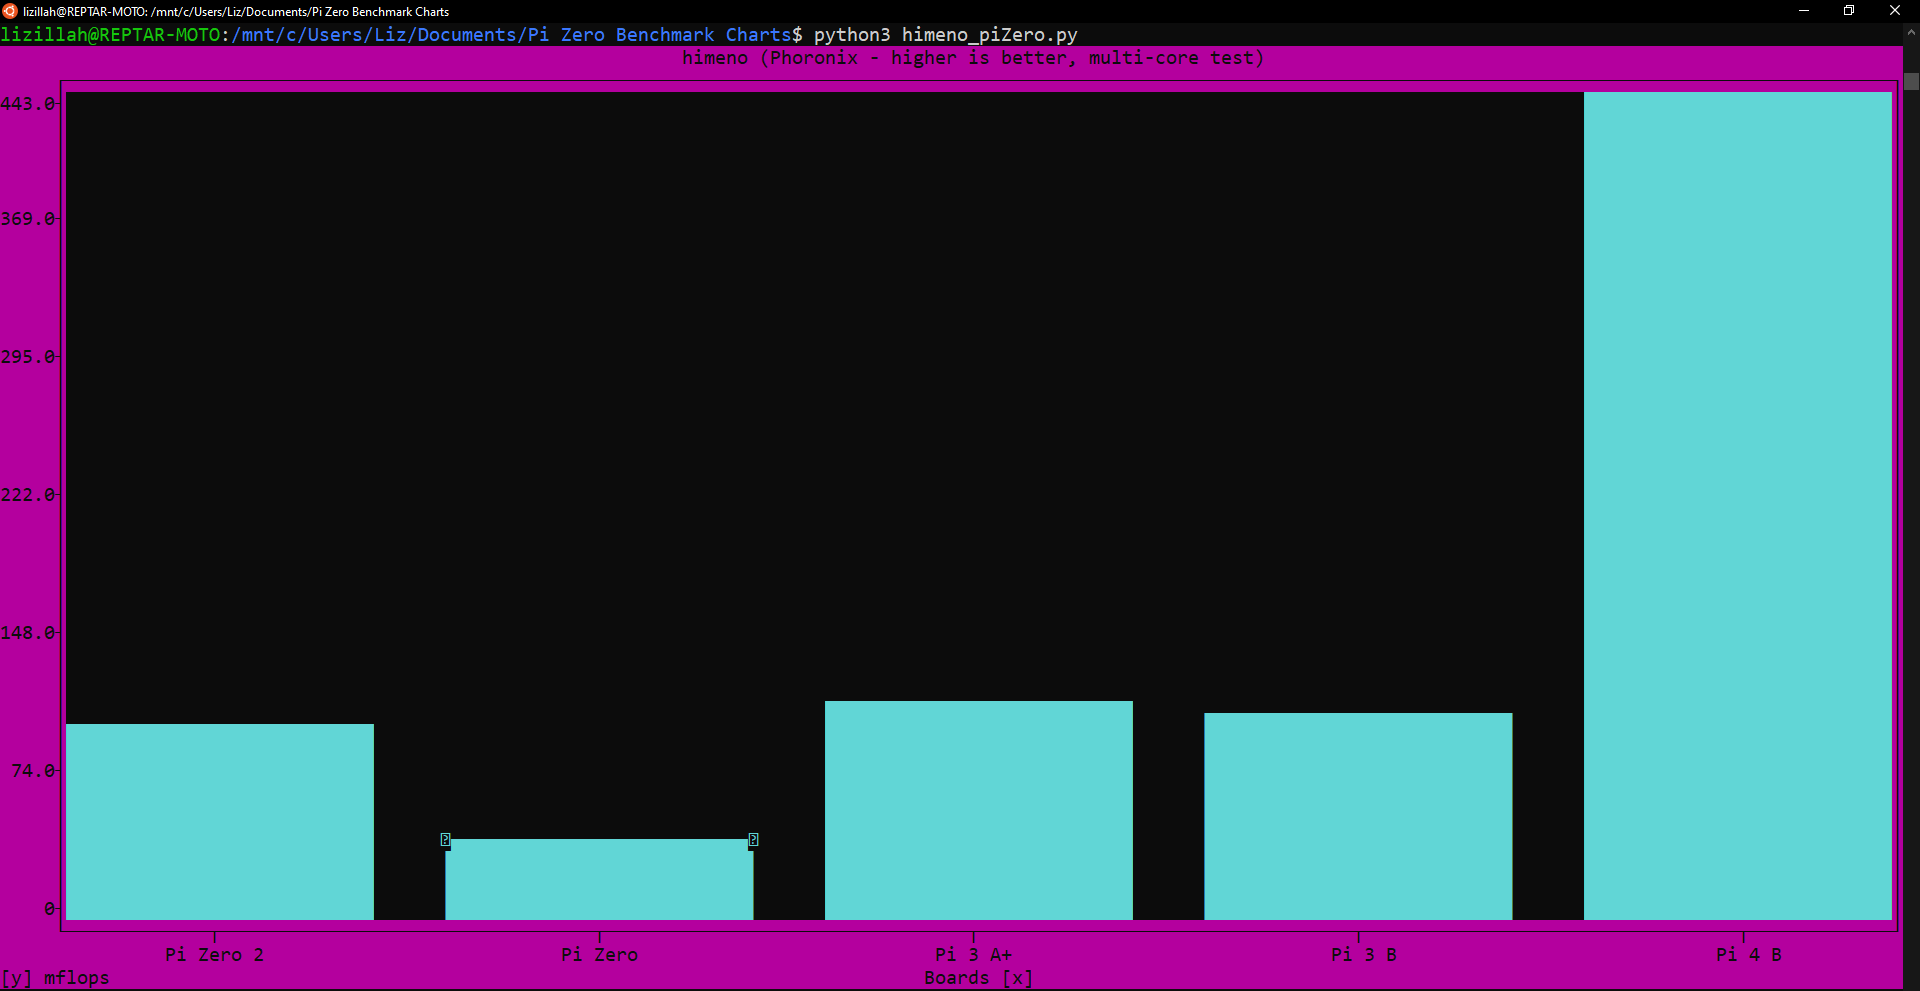 lizillah@REPTAR-MOTO: /mnt/c/Users/Liz/Documents/Pi Zero Benchmark Charts
lizillah@REPTAR-MOTO:/mnt/c/Users/Liz/Documents/Pi Zero Benchmark Charts$ python3 himeno_piZero.py
himeno (Phoronix - higher is better, multi-core test)
443.0
369.0
295.0
222.0
148.0
74.0
0
Pi Zero 2 Pi Zero Pi 3 A+ Pi 3 B Pi 4 B
[y] mflops Boards [x]